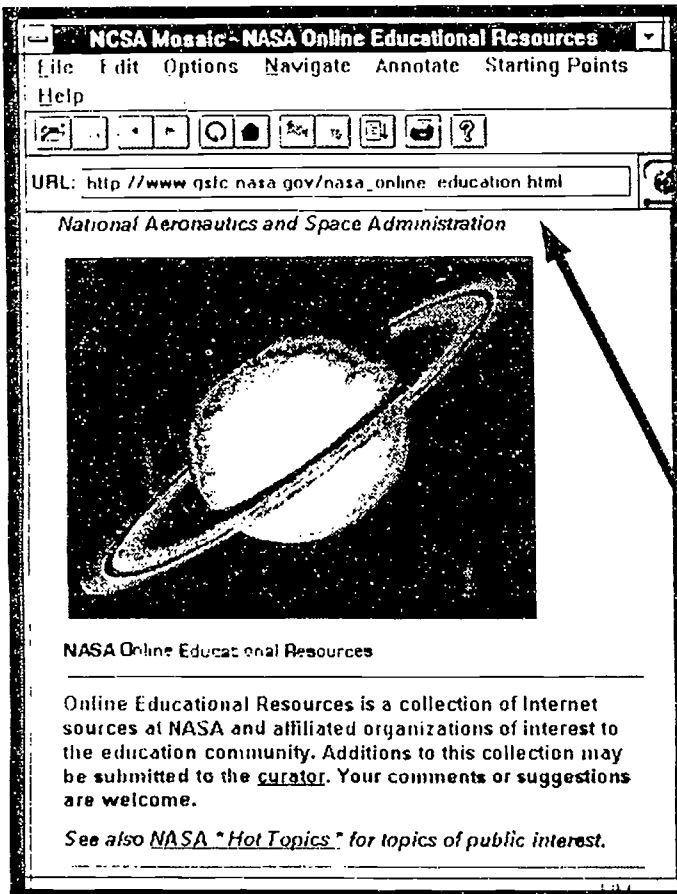 NCSA Mosaic - NASA Online Educational Resources
File Edit Options Navigate Annotate Starting Points
Help
?
URL: http //www gsfc nasa gov/nasa_online education html
National Aeronautics and Space Administration
NASA Online Educational Resources
Online Educational Resources is a collection of Internet
sources at NASA and affiliated organizations of interest to
the education community. Additions to this collection may
be submitted to the curator. Your comments or suggestions
are welcome.
See also NASA "Hot Topics" for topics of public interest.